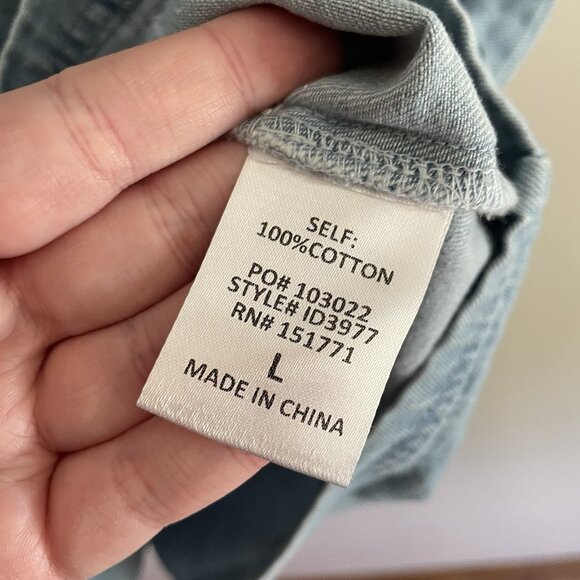 SELF:
100%COTTON
PO# 103022
STYLE# ID3977
RN# 151771
L
MADE IN CHINA